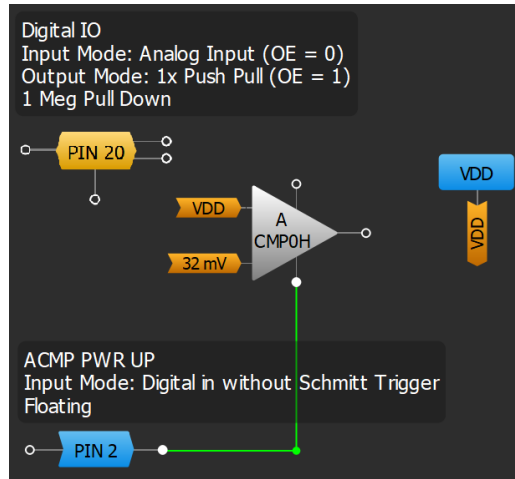 Digital IO
Input Mode: Analog Input (OE = 0)
Output Mode: 1x Push Pull (OE = 1)
1 Meg Pull Down
PIN 20
VDD
VDD
A
CMP0H
VDD
32 mV
ACMP PWR UP
Input Mode: Digital in without Schmitt Trigger
Floating
PIN 2